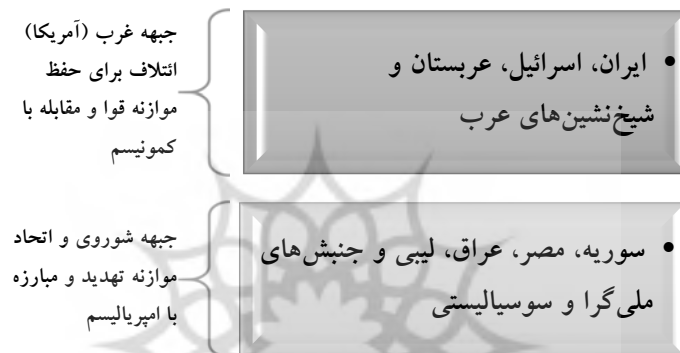 جبهه غرب (آمریکا)
ائتلاف برای حفظ
موازنه قوا و مقابله با
کمونیسم
• ایران، اسرائیل، عربستان و
شیخ‌نشین‌های عرب
جبهه شوروی و اتحاد
موازنه تهدید و مبارزه
با امپریالیسم
• سوریه، مصر، عراق، لیبی و جنبش‌های
ملی‌گرا و سوسیالیستی